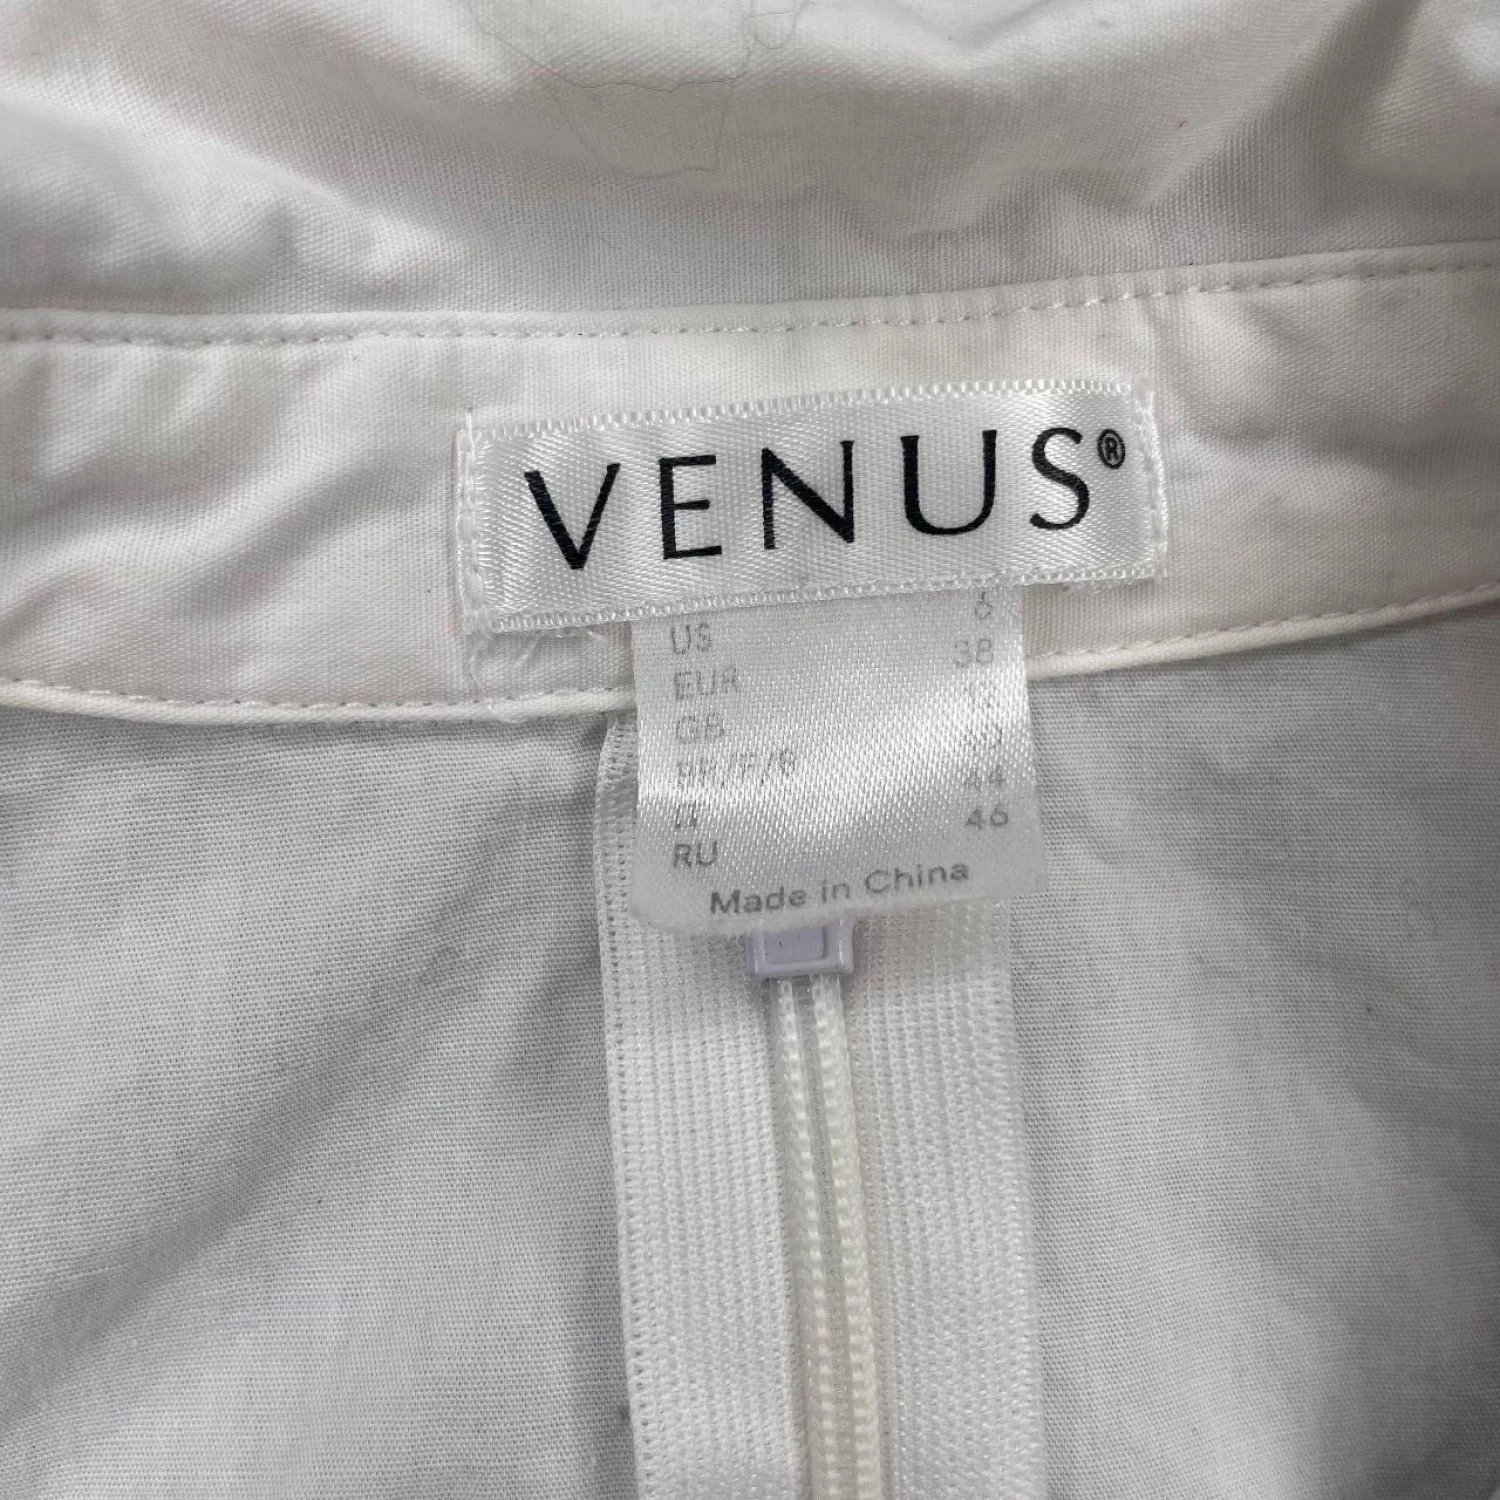 VENUS®
US 6
EUR 38
GB
44
46
RU
Made in China